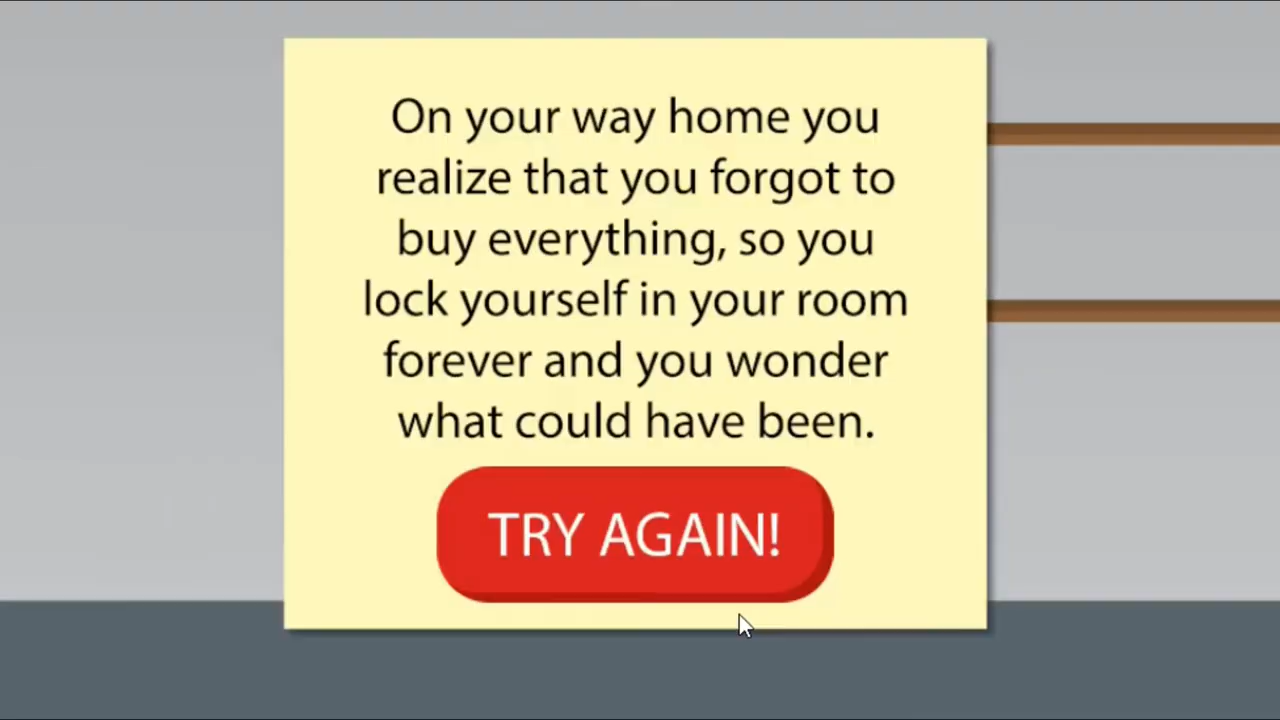 On your way home you
realize that you forgot to
buy everything, so you
lock yourself in your room
forever and you wonder
what could have been.
TRY AGAIN!